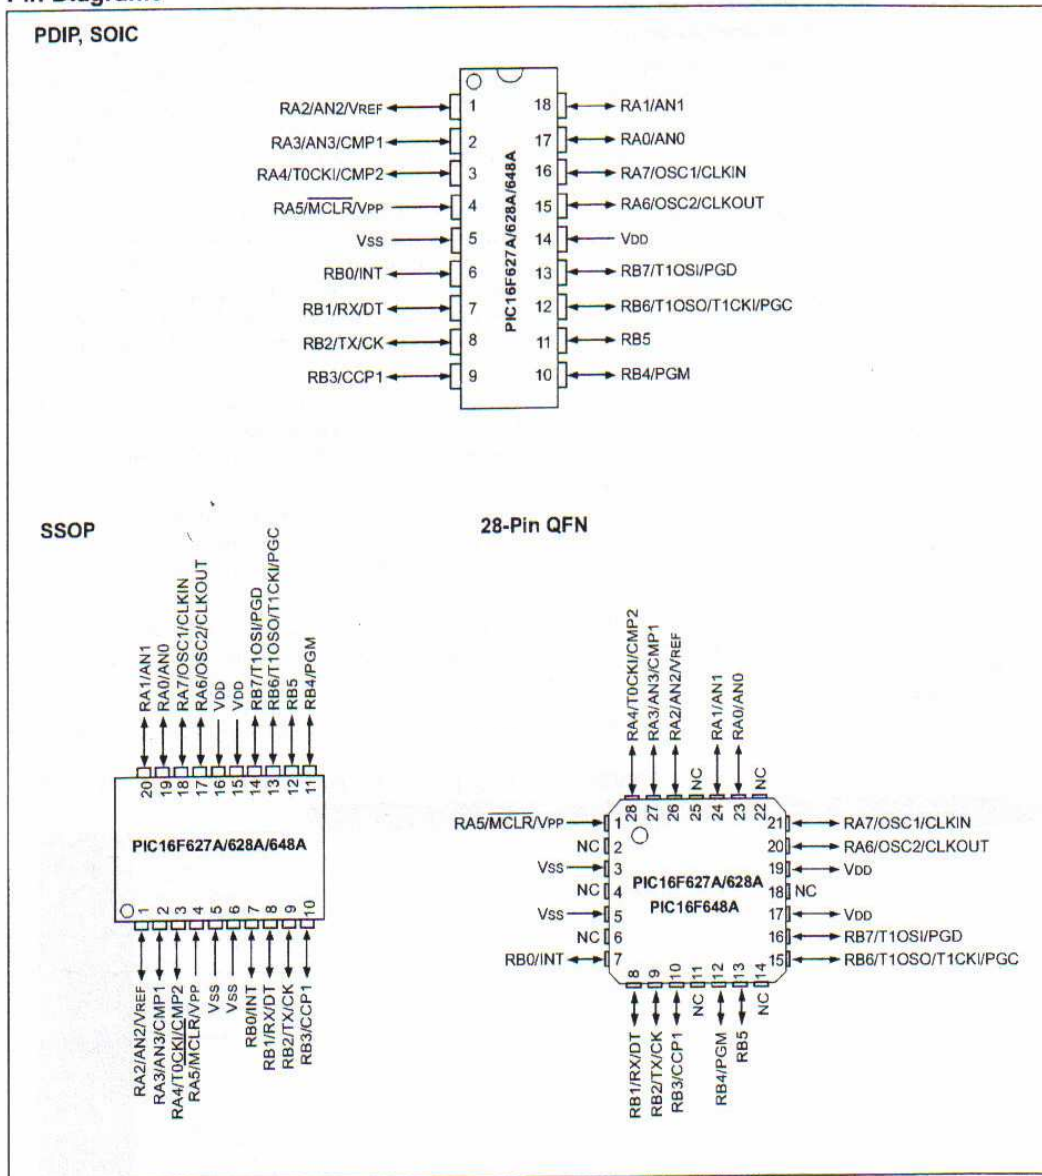 PDIP, SOIC
RA2/AN2/VREF 1 18 RA1/AN1
RA3/AN3/CMP1 2 17 RA0/AN0
RA4/T0CKI/CMP2 3 16 RA7/OSC1/CLKIN
RA5/MCLR/VPP 4 15 RA6/OSC2/CLKOUT
VSS 5 14 VDD
RB0/INT 6 13 RB7/T1OSI/PGD
RB1/RX/DT 7 12 RB6/T1OSO/T1CKI/PGC
RB2/TX/CK 8 11 RB5
RB3/CCP1 9 10 RB4/PGM
PIC16F627A/628A/648A
SSOP
RA1/AN1
RA0/AN0
RA7/OSC1/CLKIN
RA6/OSC2/CLKOUT
VDD
VDD
RB7/T1OSI/PGD
RB6/T1OSO/T1CKI/PGC
RB5
RB4/PGM
20 19 18 17 16 15 14 13 12 11
PIC16F627A/628A/648A
1 2 3 4 5 6 7 8 9 10
RA2/AN2/VREF
RA3/AN3/CMP1
RA4/T0CKI/CMP2
RA5/MCLR/VPP
VSS
VSS
RB0/INT
RB1/RX/DT
RB2/TX/CK
RB3/CCP1
28-Pin QFN
RA4/T0CKI/CMP2
RA3/AN3/CMP1
RA2/AN2/VREF
NC
RA1/AN1
RA0/AN0
NC
28 27 26 25 24 23 22
RA5/MCLR/VPP 1 21 RA7/OSC1/CLKIN
NC 2 20 RA6/OSC2/CLKOUT
VSS 3 19 VDD
NC 4 18 NC
VSS 5 17 VDD
NC 6 16 RB7/T1OSI/PGD
RB0/INT 7 15 RB6/T1OSO/T1CKI/PGC
PIC16F627A/628A
PIC16F648A
8 9 10 11 12 13 14
RB1/RX/DT
RB2/TX/CK
RB3/CCP1
NC
RB4/PGM
RB5
NC